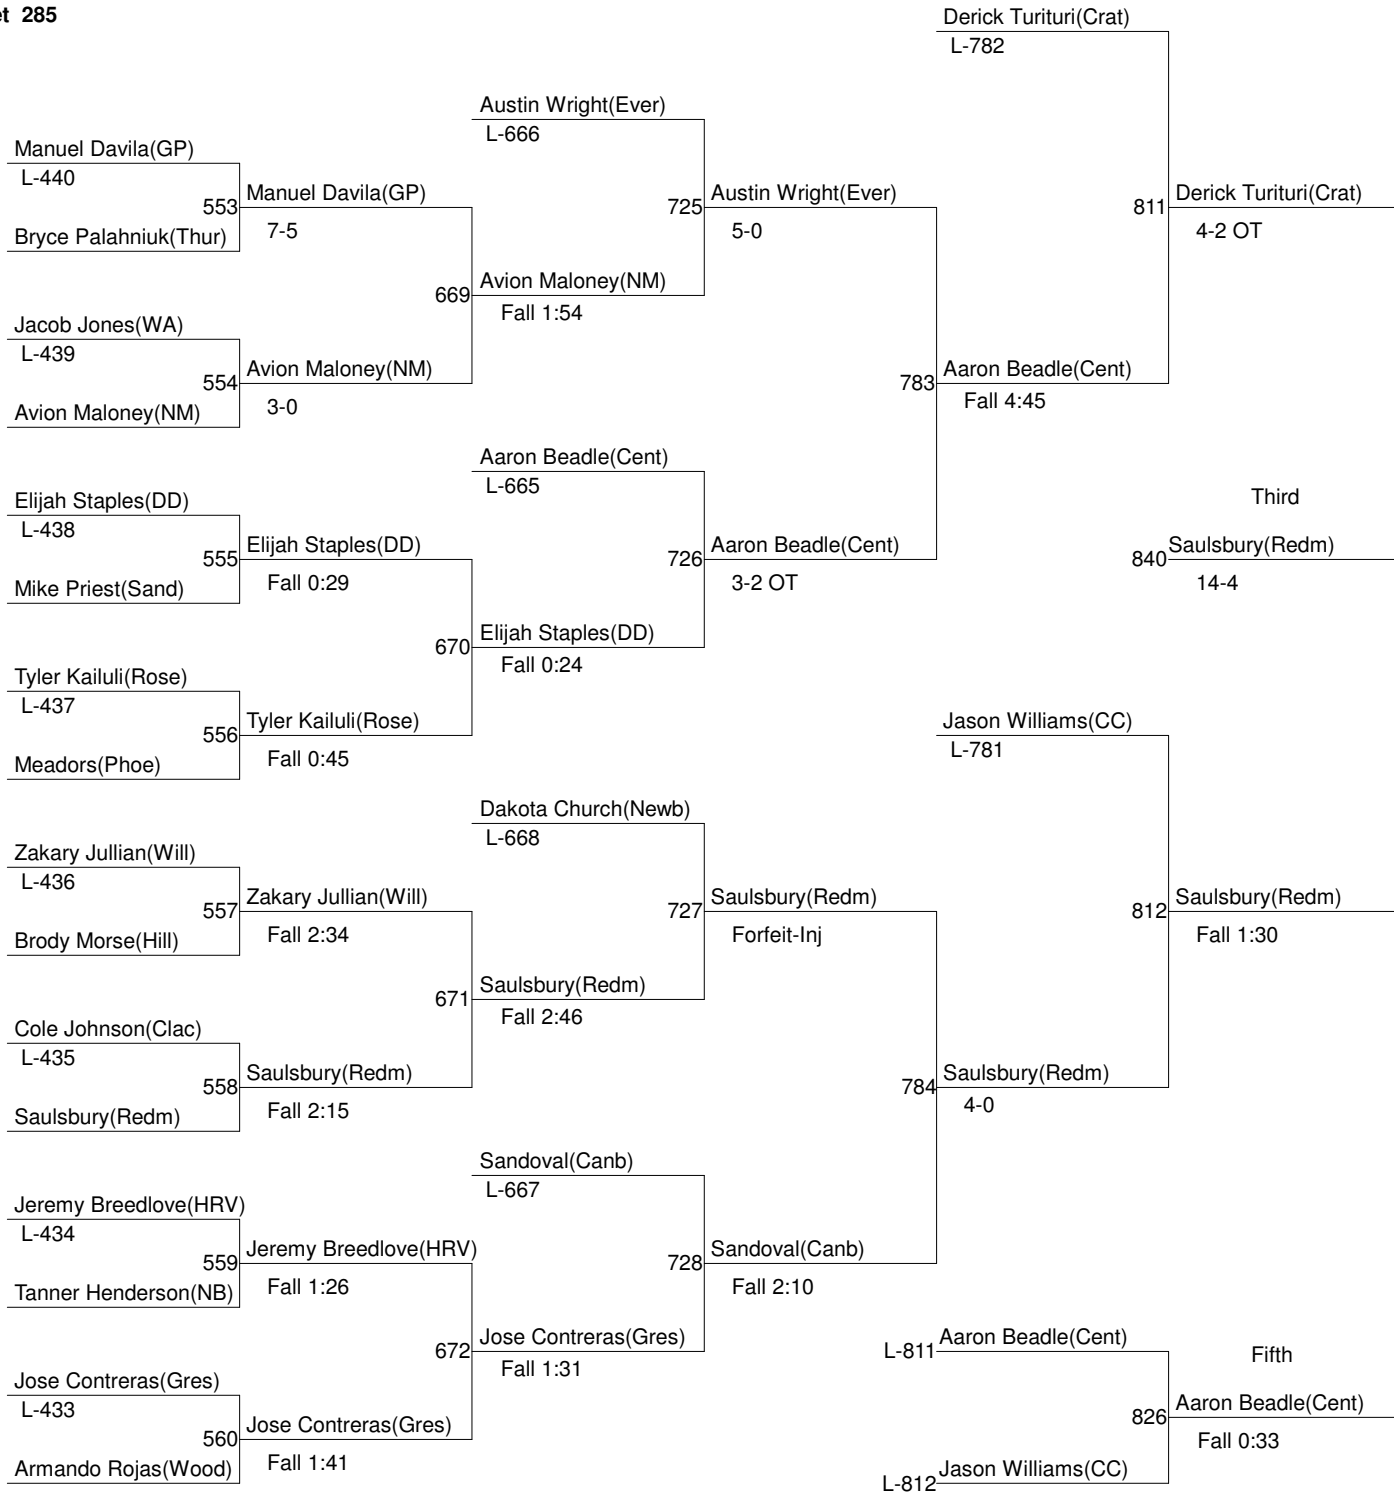 285
Derick Turituri(Crat)
L-782
Austin Wright(Ever)
L-666
Manuel Davila(GP)
L-440
553
Manuel Davila(GP)
7-5
725
Austin Wright(Ever)
5-0
811
Derick Turituri(Crat)
4-2 OT
Bryce Palahniuk(Thur)
669
Avion Maloney(NM)
Fall 1:54
Jacob Jones(WA)
L-439
554
Avion Maloney(NM)
3-0
783
Aaron Beadle(Cent)
Fall 4:45
Avion Maloney(NM)
Aaron Beadle(Cent)
L-665
Elijah Staples(DD)
L-438
Third
555
Elijah Staples(DD)
Fall 0:29
726
Aaron Beadle(Cent)
3-2 OT
840
Saulsbury(Redm)
14-4
Mike Priest(Sand)
670
Elijah Staples(DD)
Fall 0:24
Tyler Kailuli(Rose)
L-437
556
Tyler Kailuli(Rose)
Fall 0:45
Jason Williams(CC)
L-781
Meadors(Phoe)
Dakota Church(Newb)
L-668
Zakary Jullian(Will)
L-436
557
Zakary Jullian(Will)
Fall 2:34
727
Saulsbury(Redm)
Forfeit-Inj
812
Saulsbury(Redm)
Fall 1:30
Brody Morse(Hill)
671
Saulsbury(Redm)
Fall 2:46
Cole Johnson(Clac)
L-435
558
Saulsbury(Redm)
Fall 2:15
784
Saulsbury(Redm)
4-0
Saulsbury(Redm)
Sandoval(Canb)
L-667
Jeremy Breedlove(HRV)
L-434
559
Jeremy Breedlove(HRV)
Fall 1:26
728
Sandoval(Canb)
Fall 2:10
Tanner Henderson(NB)
672
Jose Contreras(Gres)
Fall 1:31
L-811
Aaron Beadle(Cent)
Fifth
Jose Contreras(Gres)
L-433
560
Jose Contreras(Gres)
Fall 1:41
826
Aaron Beadle(Cent)
Fall 0:33
Armando Rojas(Wood)
L-812
Jason Williams(CC)